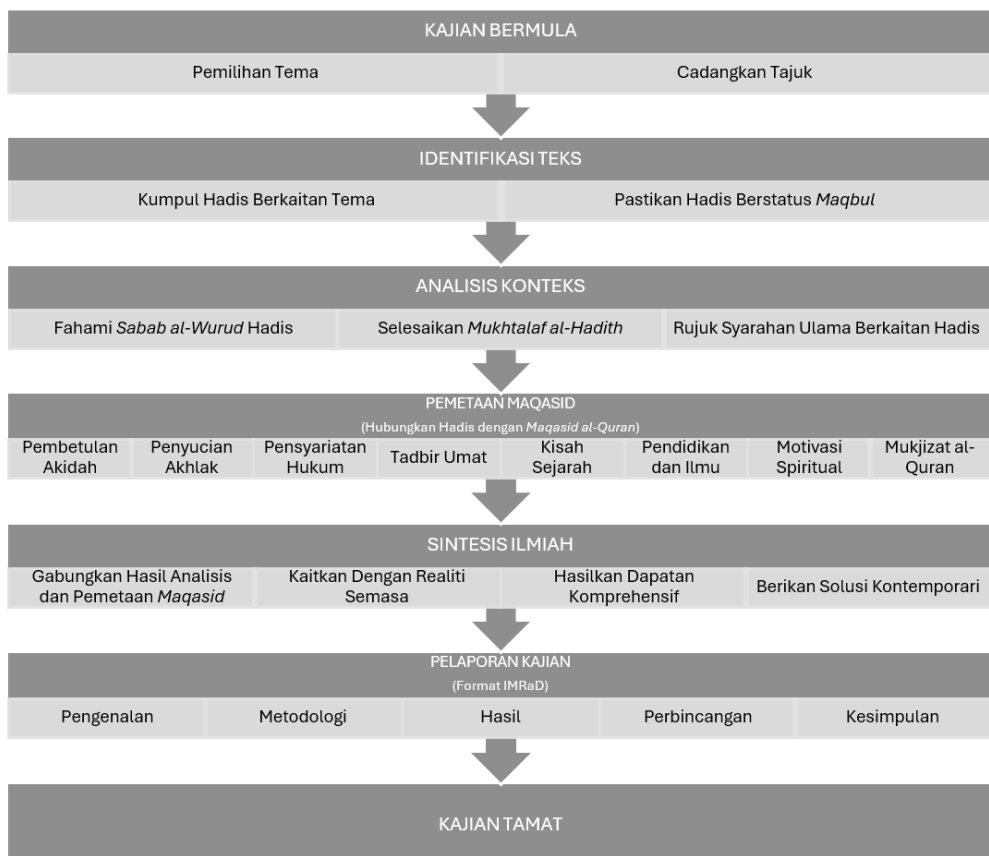 KAJIAN BERMULA
Pemilihan Tema
Cadangkan Tajuk
IDENTIFIKASI TEKS
Kumpul Hadis Berkaitan Tema
Pastikan Hadis Berstatus Maqbul
ANALISIS KONTEKS
Fahami Sabab al-Wurud Hadis
Selesaikan Mukhtalaf al-Hadith
Rujuk Syarahan Ulama Berkaitan Hadis
PEMETAAN MAQASID
(Hubungkan Hadis dengan Maqasid al-Quran)
Pembetulan
Akidah
Penyucian
Akhlak
Pensyariatan
Hukum
Tadbir Umat
Kisah
Sejarah
Pendidikan
dan Ilmu
Motivasi
Spiritual
Mukjizat al-
Quran
SINTESIS ILMIAH
Gabungkan Hasil Analisis
dan Pemetaan Maqasid
Kaitkan Dengan Realiti
Semasa
Hasilkan Dapatan
Komprehensif
Berikan Solusi Kontemporari
PELAPORAN KAJIAN
(Format IMRaD)
Pengenalan
Metodologi
Hasil
Perbincangan
Kesimpulan
KAJIAN TAMAT